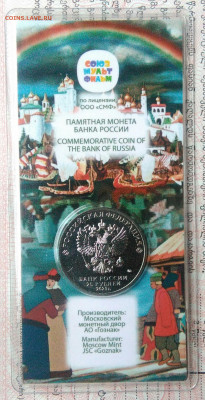 COINS.LAVE.RU
СОЮЗ
МУЛЬТ
ФИЛЬМ
по лицензии
ООО «СМФ»
ПАМЯТНАЯ МОНЕТА
БАНКА РОССИИ
COMMEMORATIVE COIN OF
THE BANK OF RUSSIA
РОССИЙСКАЯ ФЕДЕРАЦИЯ
БАНК РОССИИ
25 РУБЛЕЙ
Производитель:
Московский
монетный двор
АО «Гознак»
Manufacturer:
Moscow Mint
JSC «Goznak»